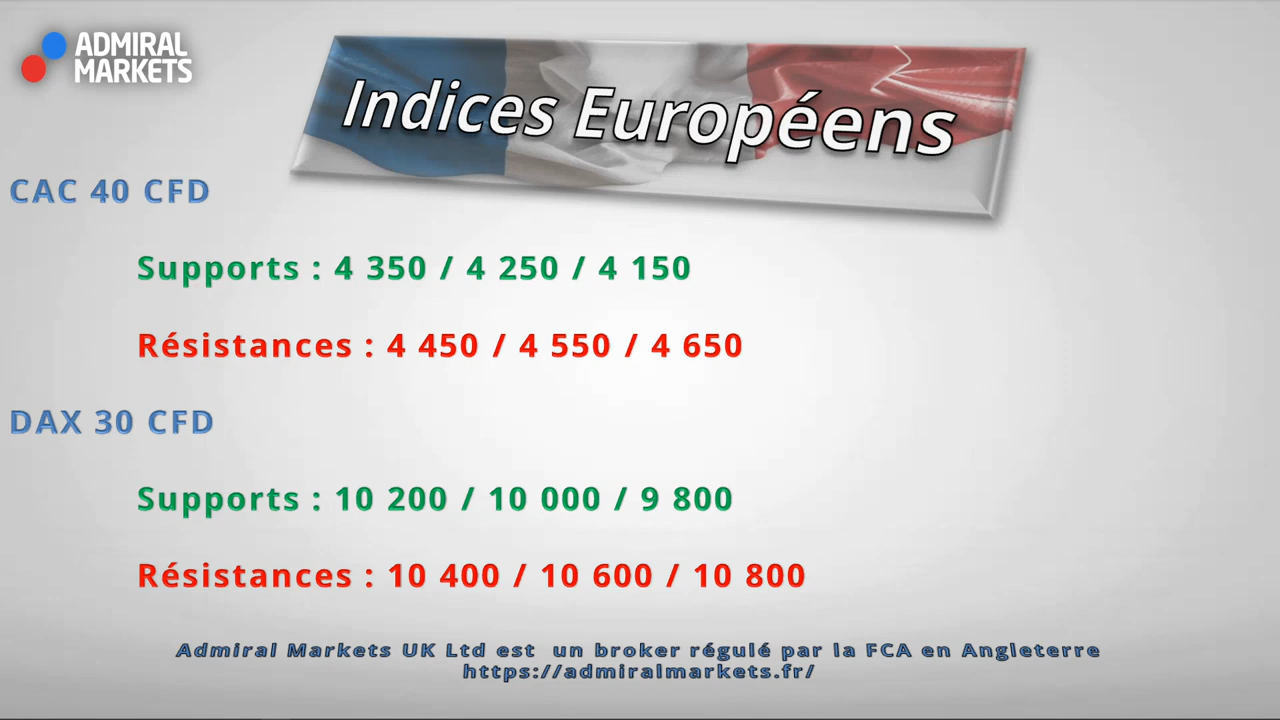 ADMIRAL
MARKETS
Indices Européens
CAC 40 CFD
Supports : 4 350 / 4 250 / 4 150
Résistances : 4 450 / 4 550 / 4 650
DAX 30 CFD
Supports : 10 200 / 10 000 / 9 800
Résistances : 10 400 / 10 600 / 10 800
Admiral Markets UK Ltd est  un broker régulé par la FCA en Angleterre
https://admiralmarkets.fr/